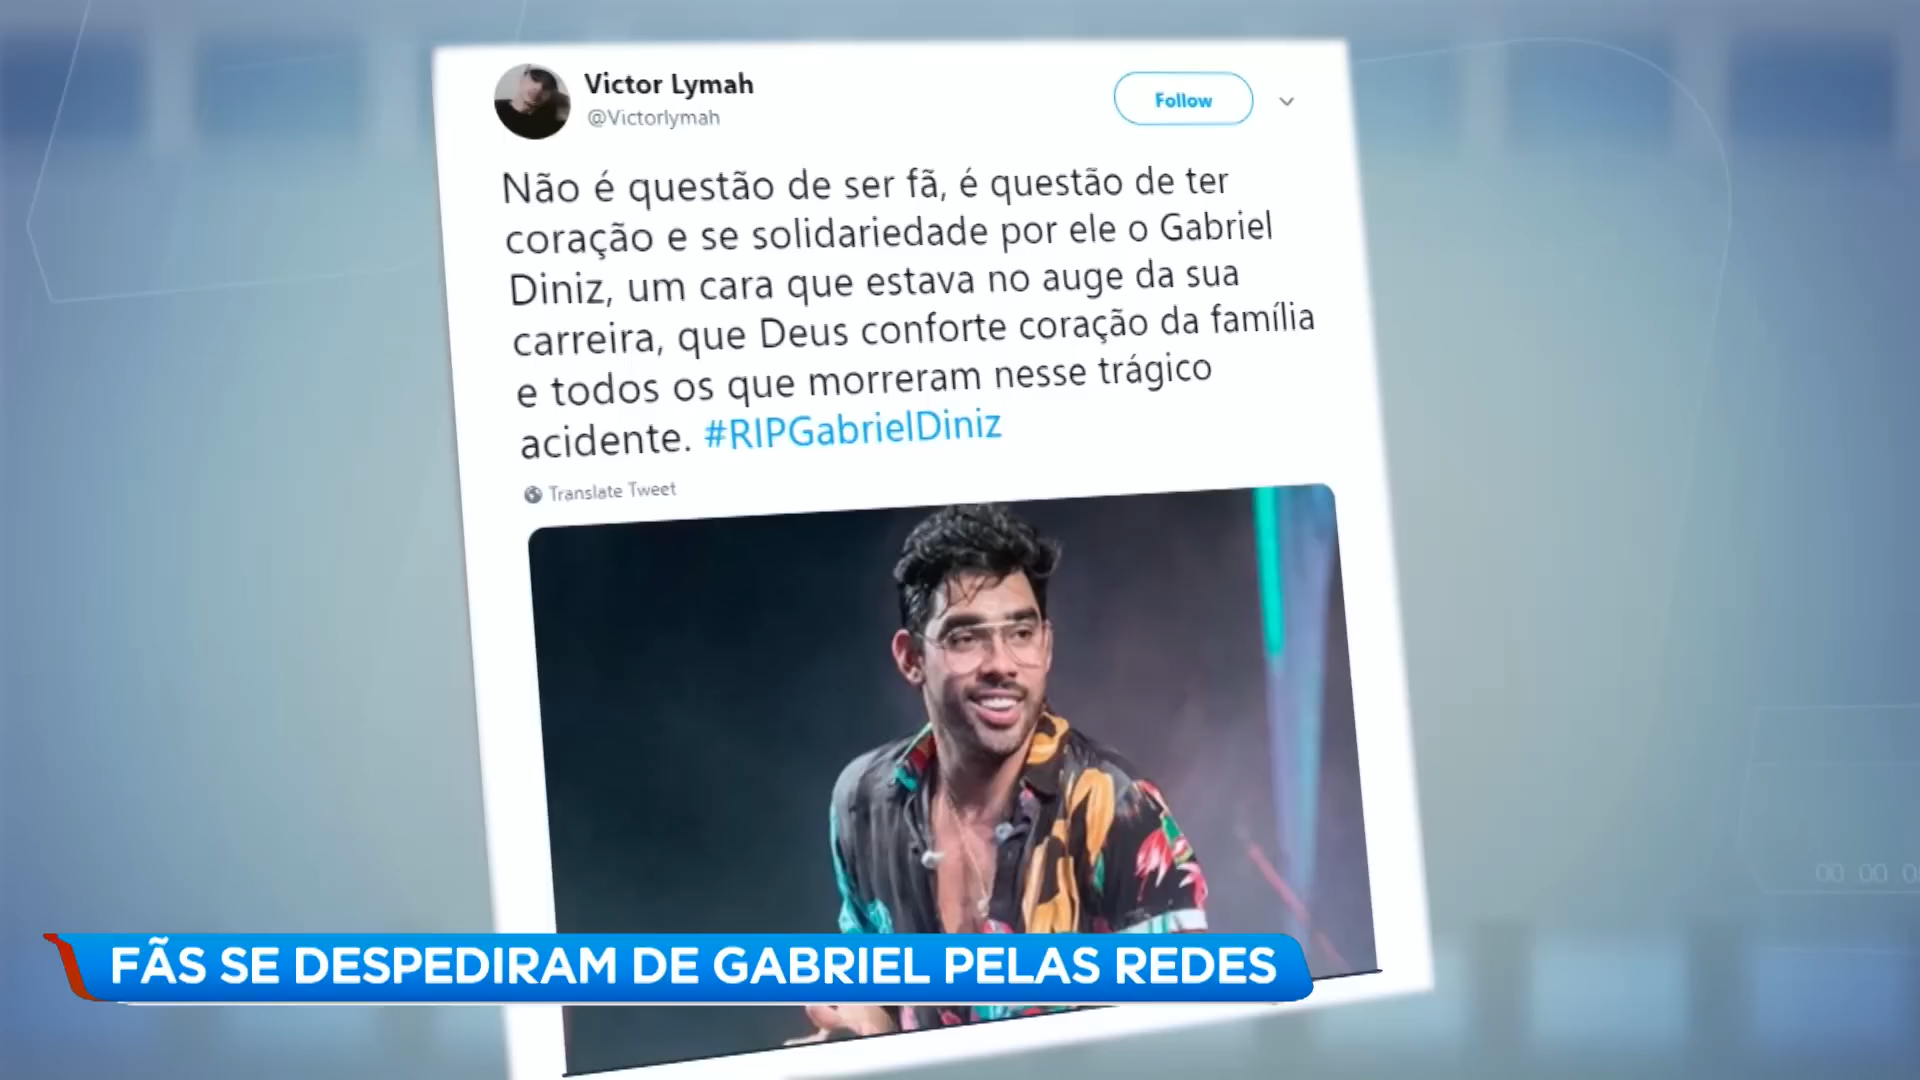 Victor Lymah
@Victorlymah
Follow
Não é questão de ser fã, é questão de ter
coração e se solidariedade por ele o Gabriel
Diniz, um cara que estava no auge da sua
carreira, que Deus conforte coração da família
e todos os que morreram nesse trágico
acidente. #RIPGabrielDiniz
Translate Tweet
00 00
FÃS SE DESPEDIRAM DE GABRIEL PELAS REDES